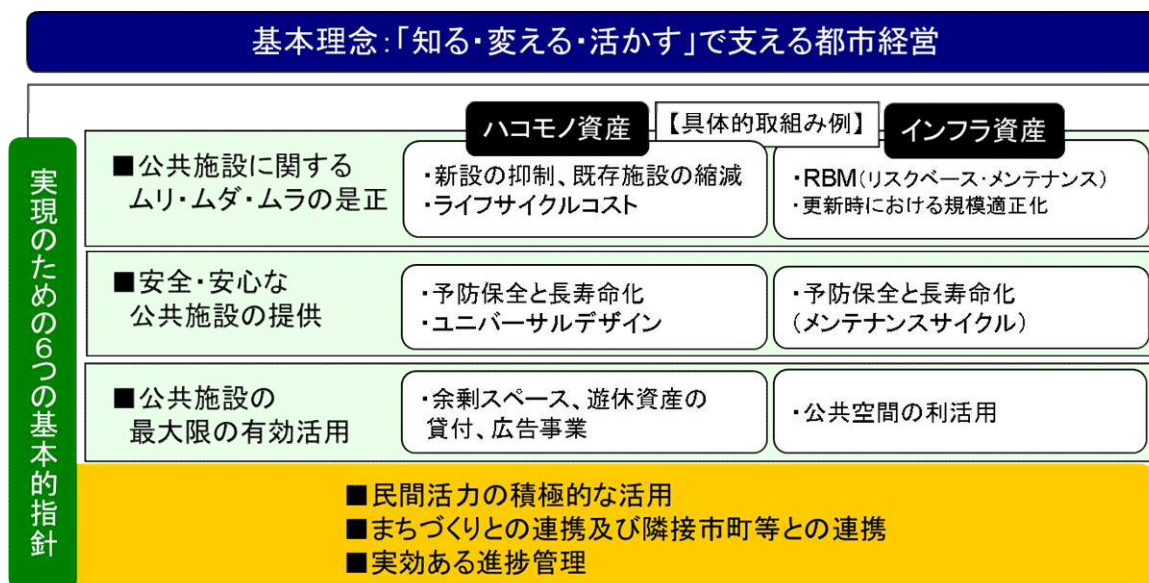 基本理念:「知る・変える・活かす」で支える都市経営
実現のための6つの基本的指針
ハコモノ資産
【具体的取組み例】
インフラ資産
■公共施設に関する
ムリ・ムダ・ムラの是正
・新設の抑制、既存施設の縮減
・ライフサイクルコスト
・RBM(リスクベース・メンテナンス)
・更新時における規模適正化
■安全・安心な
公共施設の提供
・予防保全と長寿命化
・ユニバーサルデザイン
・予防保全と長寿命化
(メンテナンスサイクル)
■公共施設の
最大限の有効活用
・余剰スペース、遊休資産の
貸付、広告事業
・公共空間の利活用
■民間活力の積極的な活用
■まちづくりとの連携及び隣接市町等との連携
■実効ある進捗管理